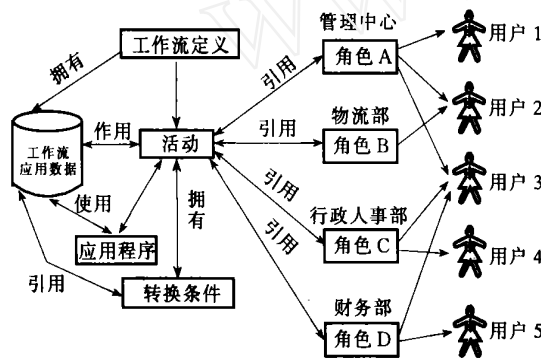 管理中心
工作流定义
角色 A
用户 1
拥有
引用
物流部
用户 2
工作流
应用数据
作用
活动
引用
角色 B
使用
拥有
引用
行政人事部
用户 3
应用程序
引用
角色 C
用户 4
引用
转换条件
财务部
角色 D
用户 5